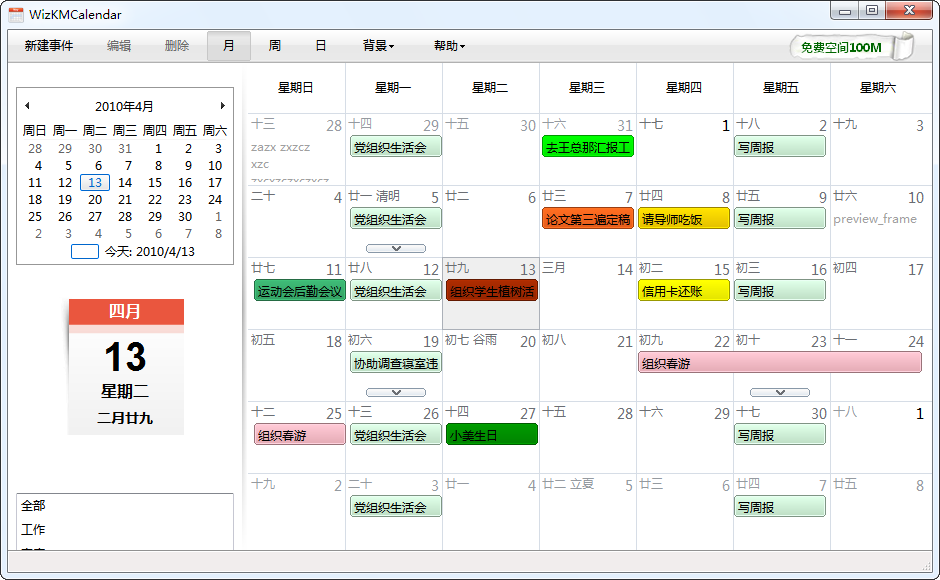 WizKMCalendar
新建事件 编辑 删除 月 周 日 背景 帮助 免费空间100M
2010年4月
周日 周一 周二 周三 周四 周五 周六
28 29 30 31 1 2 3
4 5 6 7 8 9 10
11 12 13 14 15 16 17
18 19 20 21 22 23 24
25 26 27 28 29 30 1
2 3 4 5 6 7 8
今天: 2010/4/13
四月
13
星期二
二月廿九
全部
工作
星期日 星期一 星期二 星期三 星期四 星期五 星期六
十三 28 十四 29 十五 30 十六 31 十七 1 十八 2 十九 3
zazx zxzcz 党组织生活会 去王总那汇报工 写周报
xzc
二十 4 廿一 清明 5 廿二 6 廿三 7 廿四 8 廿五 9 廿六 10
党组织生活会 论文第三遍定稿 请导师吃饭 写周报 preview_frame
廿七 11 廿八 12 廿九 13 三月 14 初二 15 初三 16 初四 17
运动会后勤会议 党组织生活会 组织学生植树活 信用卡还账 写周报
初五 18 初六 19 初七 谷雨 20 初八 21 初九 22 初十 23 十一 24
协助调查寝室违 组织春游
十二 25 十三 26 十四 27 十五 28 十六 29 十七 30 十八 1
组织春游 党组织生活会 小美生日 写周报
十九 2 二十 3 廿一 4 廿二 立夏 5 廿三 6 廿四 7 廿五 8
党组织生活会 写周报